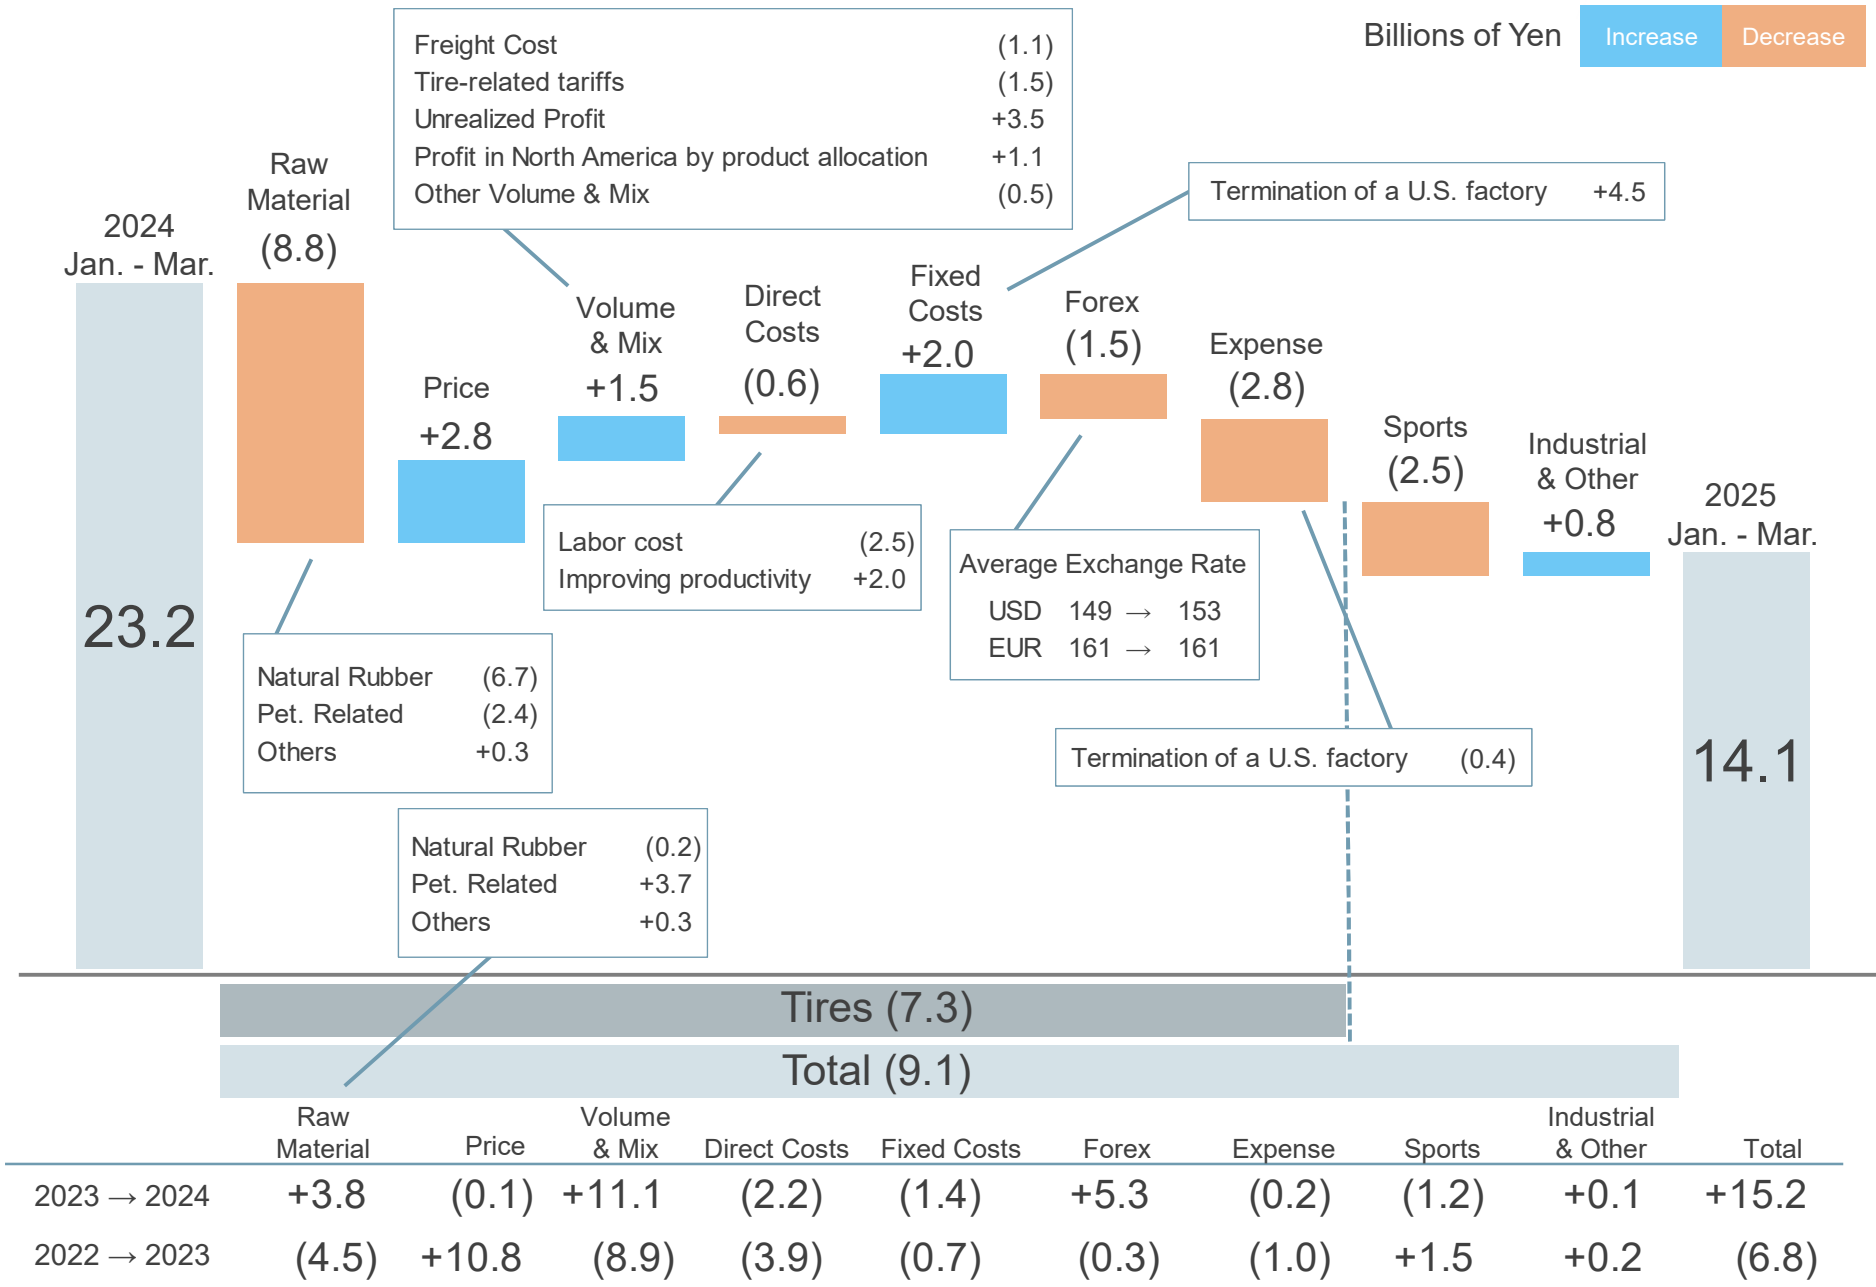 Billions of Yen Increase Decrease
Freight Cost (1.1)
Tire-related tariffs (1.5)
Unrealized Profit +3.5
Profit in North America by product allocation +1.1
Other Volume & Mix (0.5)
Termination of a U.S. factory +4.5
2024
Jan. - Mar.
23.2
Raw
Material
(8.8)
Price
+2.8
Volume
& Mix
+1.5
Direct
Costs
(0.6)
Fixed
Costs
+2.0
Forex
(1.5)
Expense
(2.8)
Sports
(2.5)
Industrial
& Other
+0.8
2025
Jan. - Mar.
14.1
Labor cost (2.5)
Improving productivity +2.0
Average Exchange Rate
USD 149 → 153
EUR 161 → 161
Natural Rubber (6.7)
Pet. Related (2.4)
Others +0.3
Termination of a U.S. factory (0.4)
Natural Rubber (0.2)
Pet. Related +3.7
Others +0.3
Tires (7.3)
Total (9.1)
Raw
Material
Price
Volume
& Mix
Direct Costs
Fixed Costs
Forex
Expense
Sports
Industrial
& Other
Total
2023 → 2024 +3.8 (0.1) +11.1 (2.2) (1.4) +5.3 (0.2) (1.2) +0.1 +15.2
2022 → 2023 (4.5) +10.8 (8.9) (3.9) (0.7) (0.3) (1.0) +1.5 +0.2 (6.8)